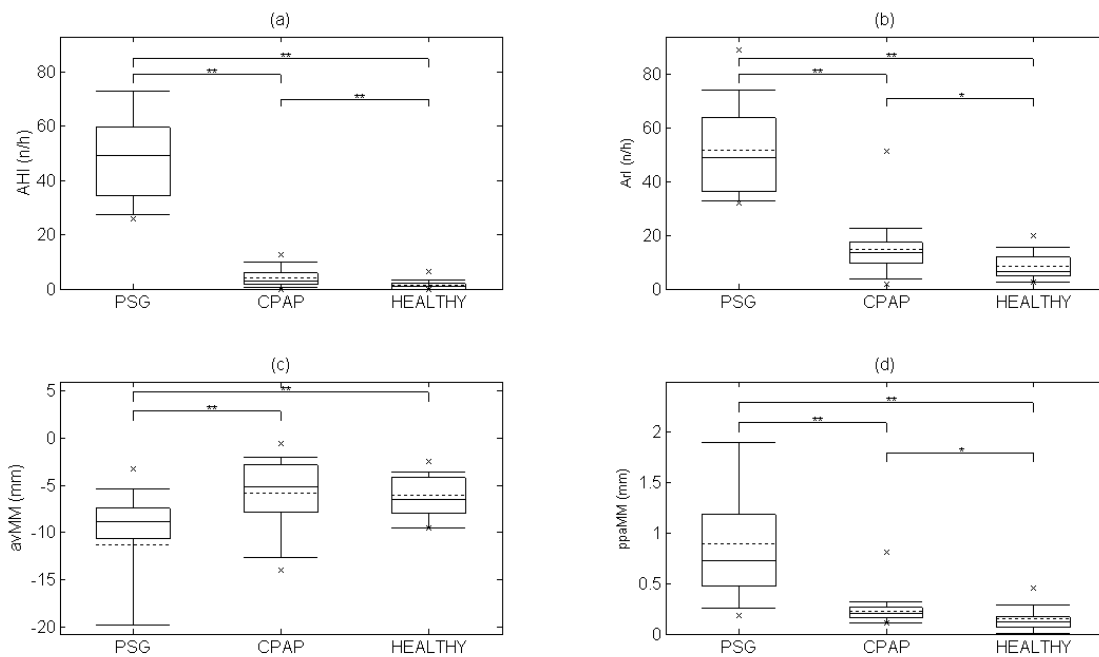 (a)
AHI (n/h)
80
60
40
20
0
**
**
**
PSG CPAP HEALTHY
(b)
ArI (n/h)
80
60
40
20
0
**
**
*
PSG CPAP HEALTHY
(c)
avMM (mm)
5
0
-5
-10
-15
-20
**
**
PSG CPAP HEALTHY
(d)
ppaMM (mm)
2
1.5
1
0.5
0
**
**
*
PSG CPAP HEALTHY